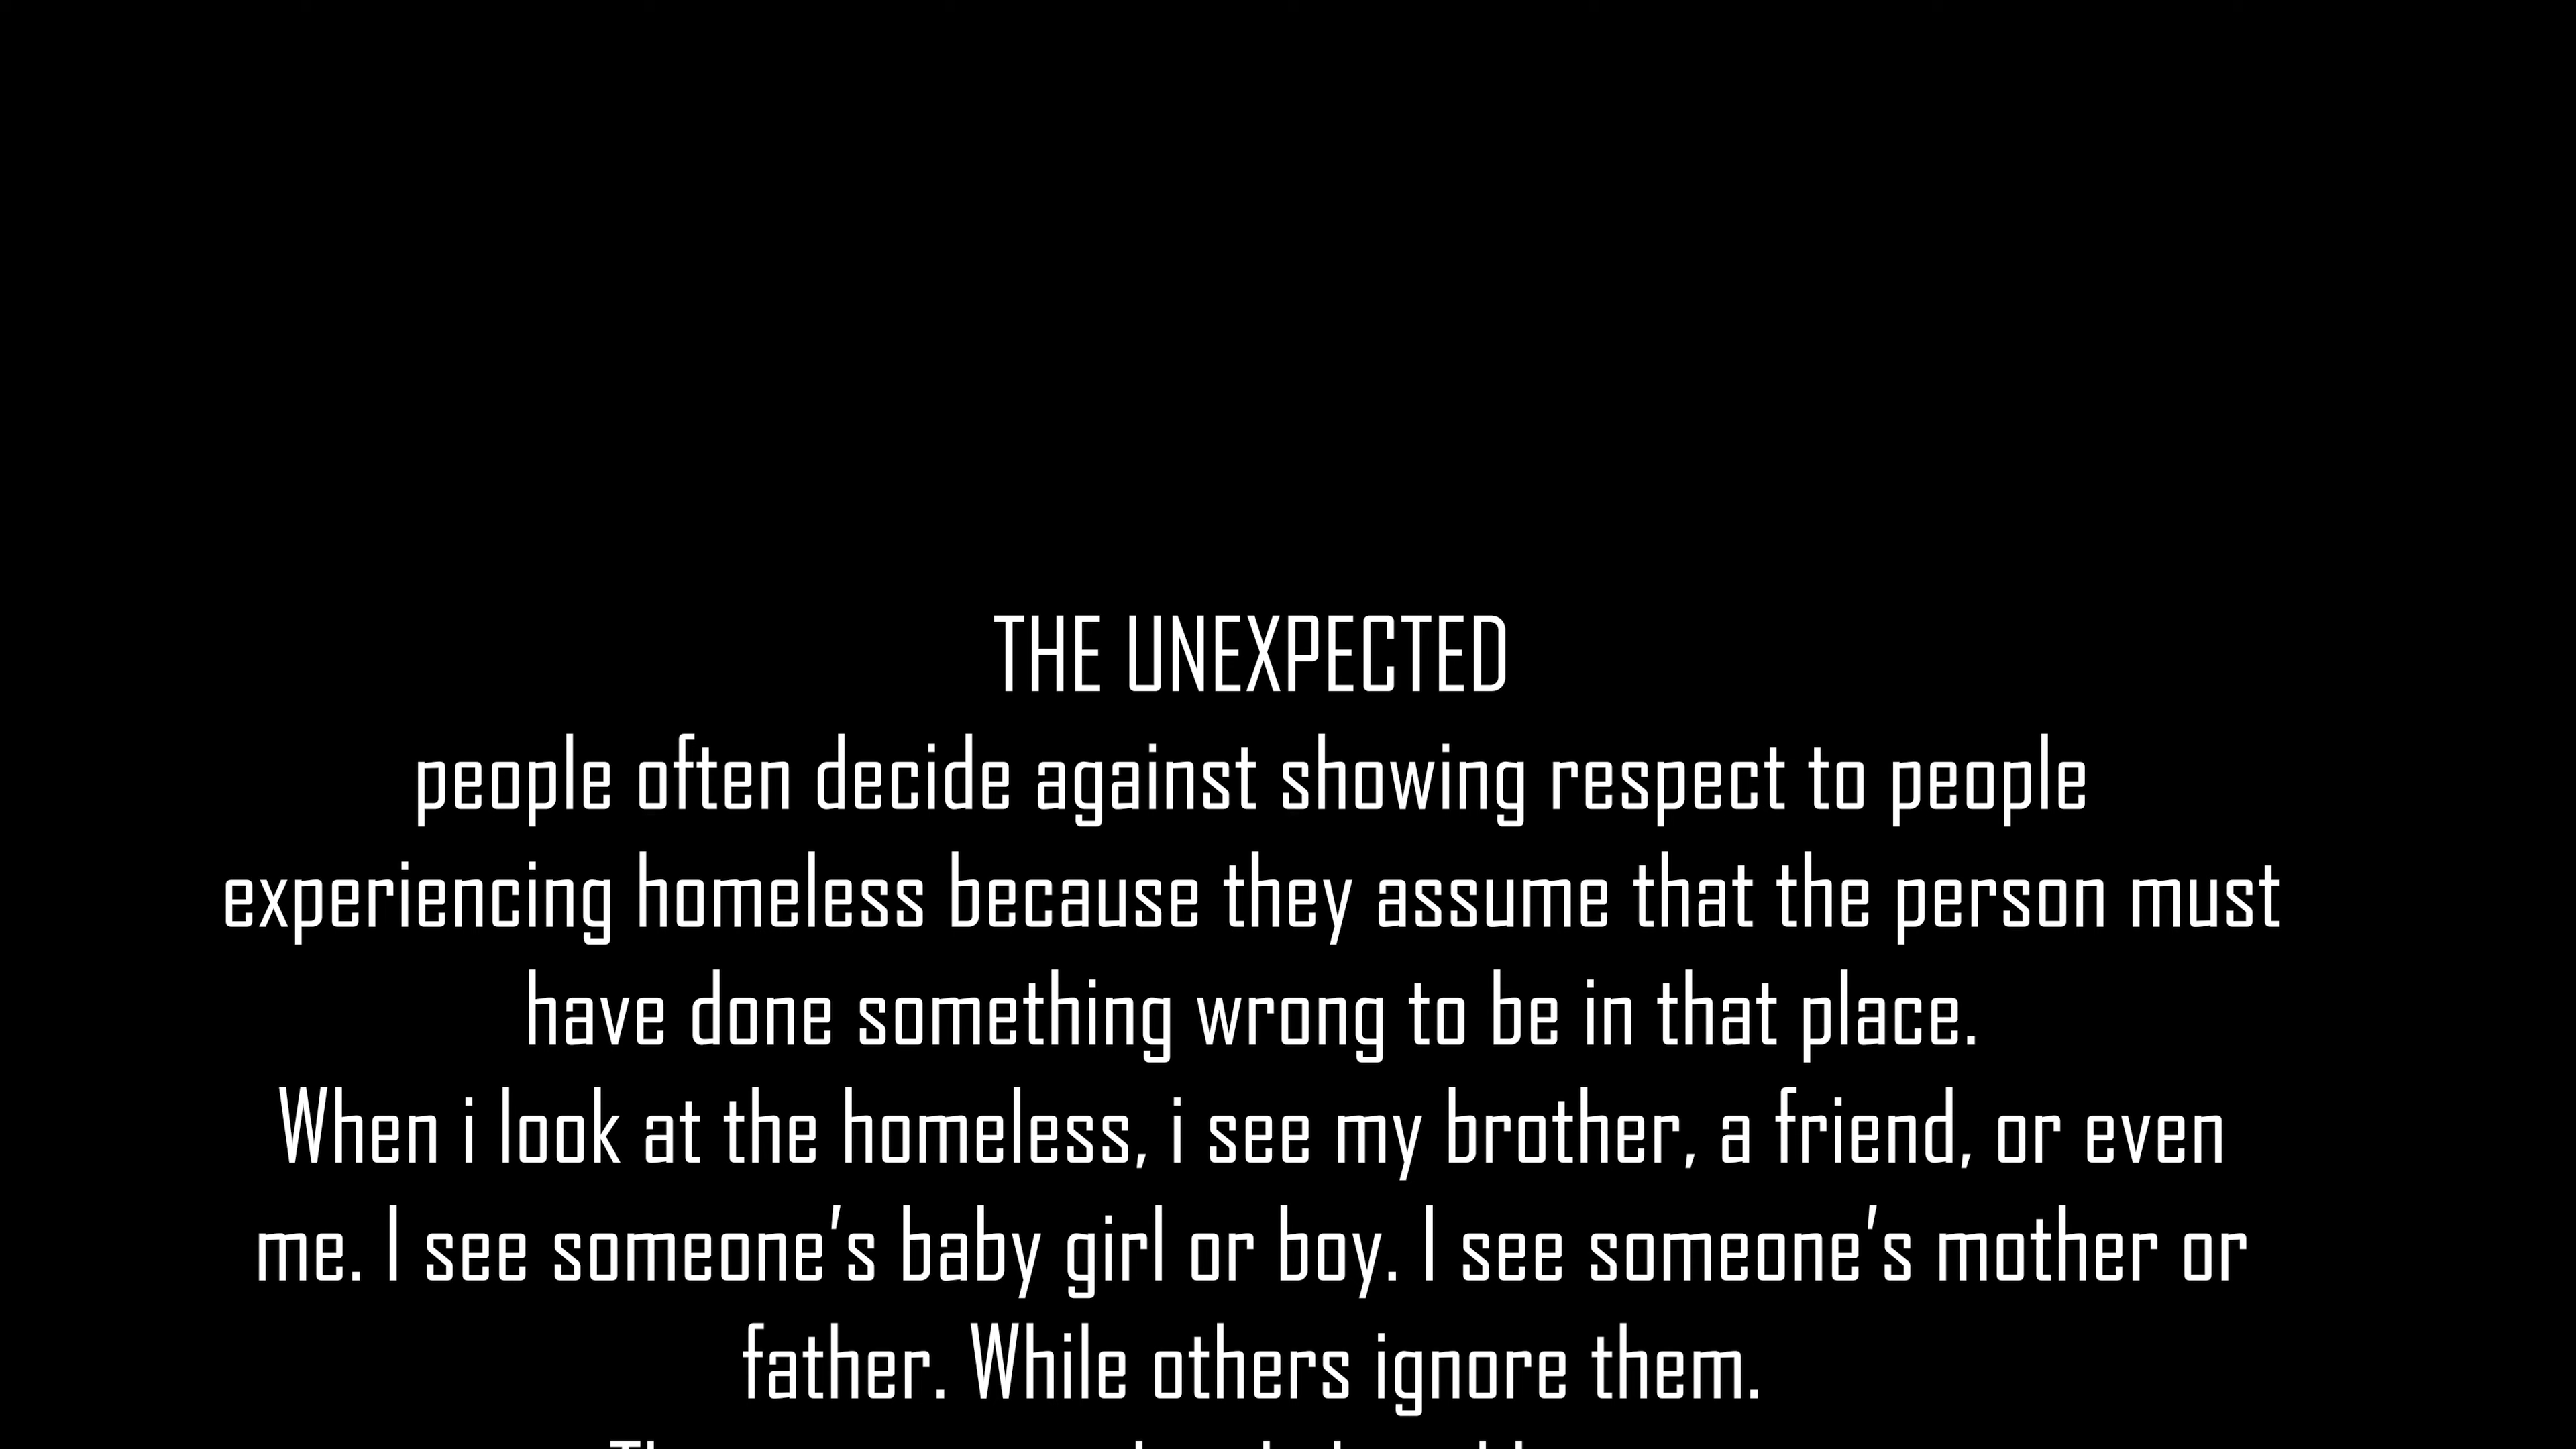 THE UNEXPECTED
people often decide against showing respect to people
experiencing homeless because they assume that the person must
have done something wrong to be in that place.
When i look at the homeless, i see my brother, a friend, or even
me. I see someone's baby girl or boy. I see someone's mother or
father. While others ignore them.